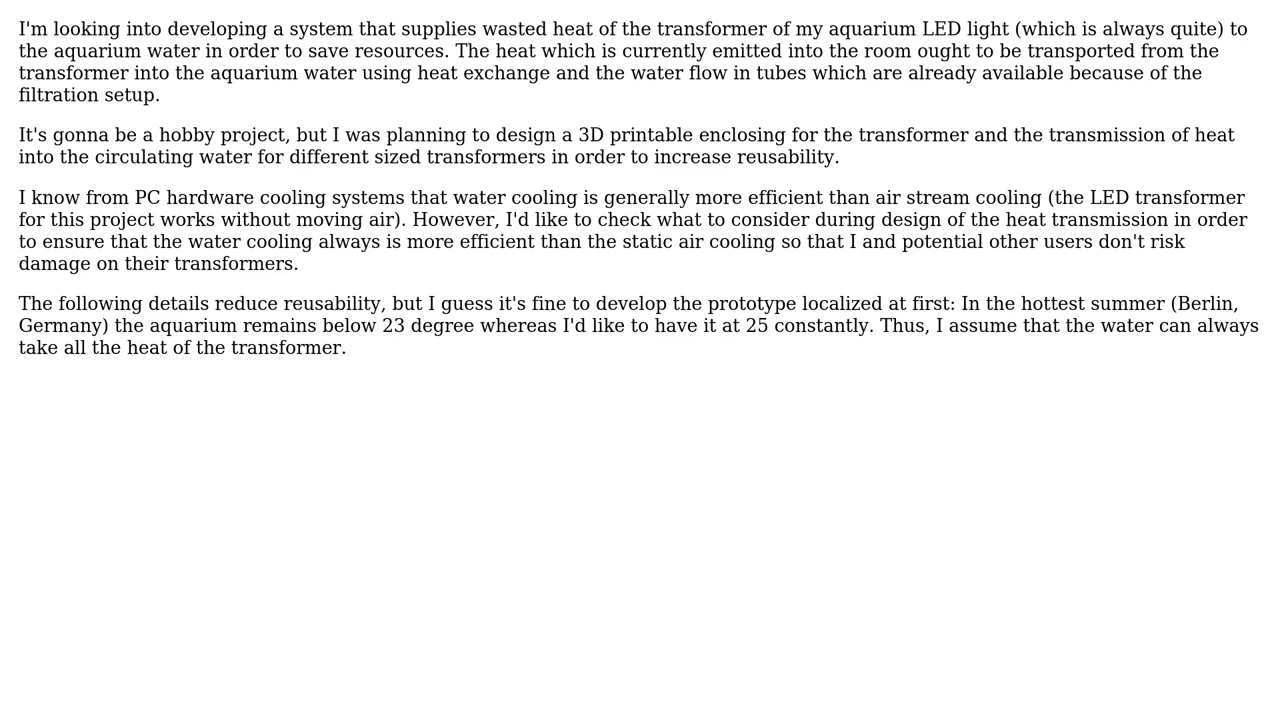 I'm looking into developing a system that supplies wasted heat of the transformer of my aquarium LED light (which is always quite) to
the aquarium water in order to save resources. The heat which is currently emitted into the room ought to be transported from the
transformer into the aquarium water using heat exchange and the water flow in tubes which are already available because of the
filtration setup.
It's gonna be a hobby project, but I was planning to design a 3D printable enclosing for the transformer and the transmission of heat
into the circulating water for different sized transformers in order to increase reusability.
I know from PC hardware cooling systems that water cooling is generally more efficient than air stream cooling (the LED transformer
for this project works without moving air). However, I'd like to check what to consider during design of the heat transmission in order
to ensure that the water cooling always is more efficient than the static air cooling so that I and potential other users don't risk
damage on their transformers.
The following details reduce reusability, but I guess it's fine to develop the prototype localized at first: In the hottest summer (Berlin,
Germany) the aquarium remains below 23 degree whereas I'd like to have it at 25 constantly. Thus, I assume that the water can always
take all the heat of the transformer.